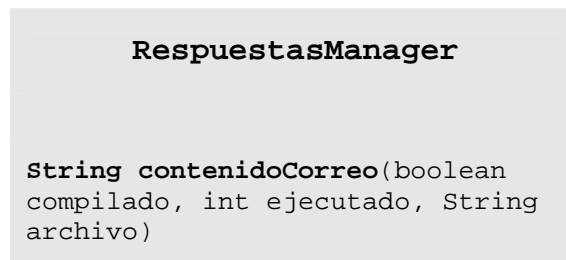 RespuestasManager
String contenidoCorreo(boolean
compilado, int ejecutado, String
archivo)